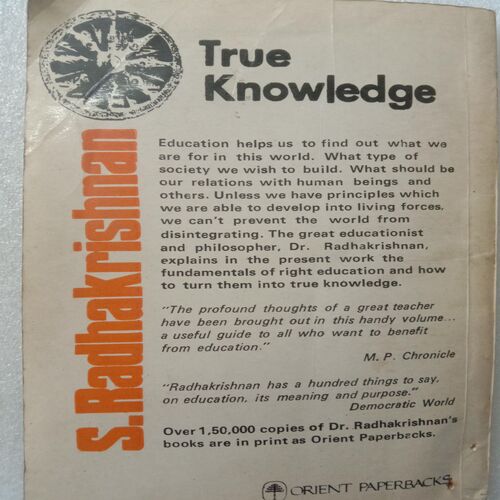 True
Knowledge
S.Radhakrishnan
Education helps us to find out what we
are for in this world. What type of
society we wish to build. What should be
our relations with human beings and
others. Unless we have principles which
we are able to develop into living forces,
we can't prevent the world from
disintegrating. The great educationist
and philosopher, Dr. Radhakrishnan,
explains in the present work the
fundamentals of right education and how
to turn them into true knowledge.
"The profound thoughts of a great teacher
have been brought out in this handy volume...
a useful guide to all who want to benefit
from education."
M. P. Chronicle
"Radhakrishnan has a hundred things to say,
on education, its meaning and purpose."
Democratic World
Over 1,50,000 copies of Dr. Radhakrishnan's
books are in print as Orient Paperbacks.
ORIENT PAPERBACKS